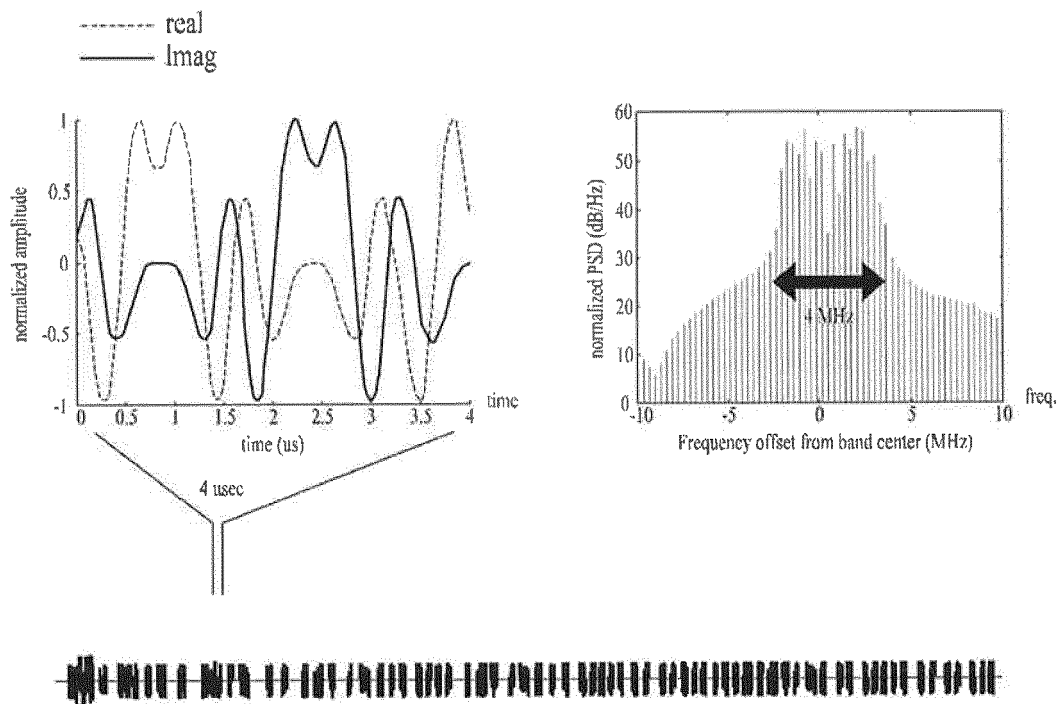 real
Imag
1
0.5
0
-0.5
-1
normalized amplitude
0 0.5 1 1.5 2 2.5 3 3.5 4
time
time (us)
4 usec
60
50
40
30
20
10
0
normalized PSD (dB/Hz)
4 MHz
-10 -5 0 5 10
freq.
Frequency offset from band center (MHz)